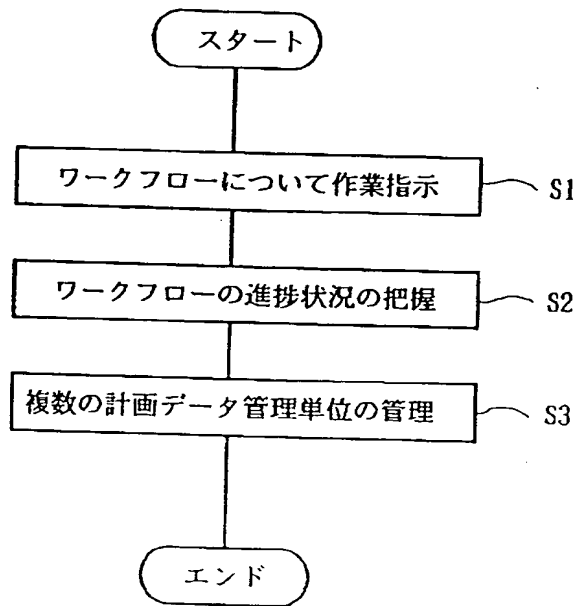 スタート
ワークフローについて作業指示
S1
ワークフローの進捗状況の把握
S2
複数の計画データ管理単位の管理
S3
エンド